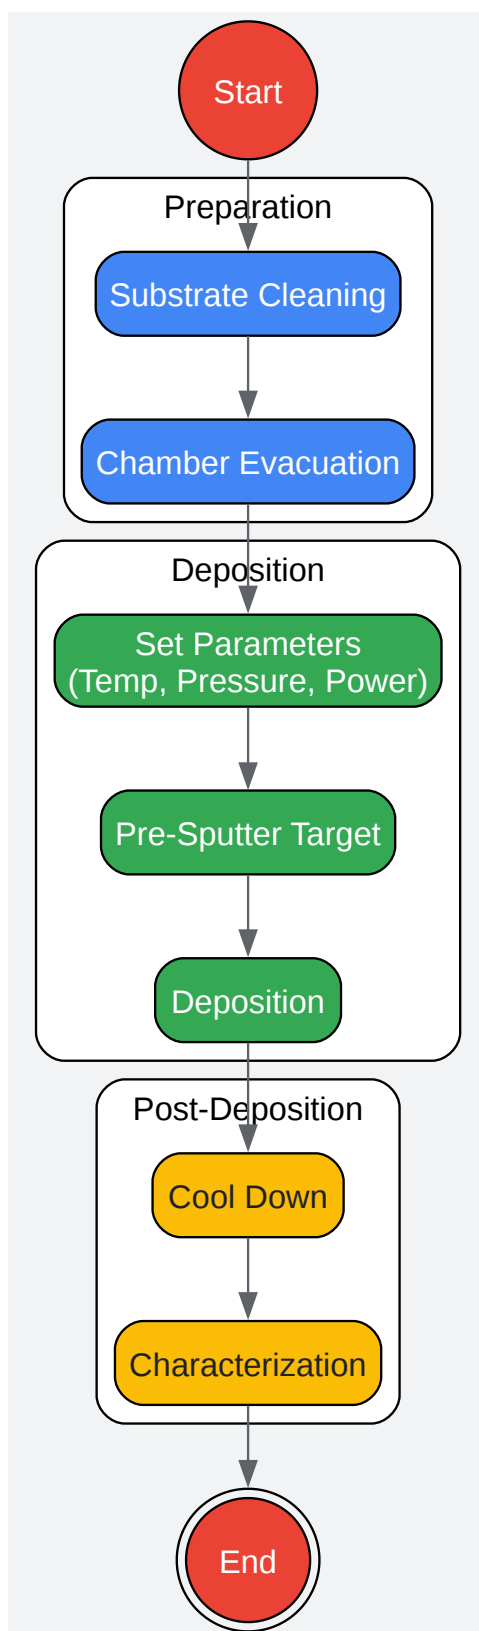 Start
Preparation
Substrate Cleaning
Chamber Evacuation
Deposition
Set Parameters
(Temp, Pressure, Power)
Pre-Sputter Target
Deposition
Post-Deposition
Cool Down
Characterization
End